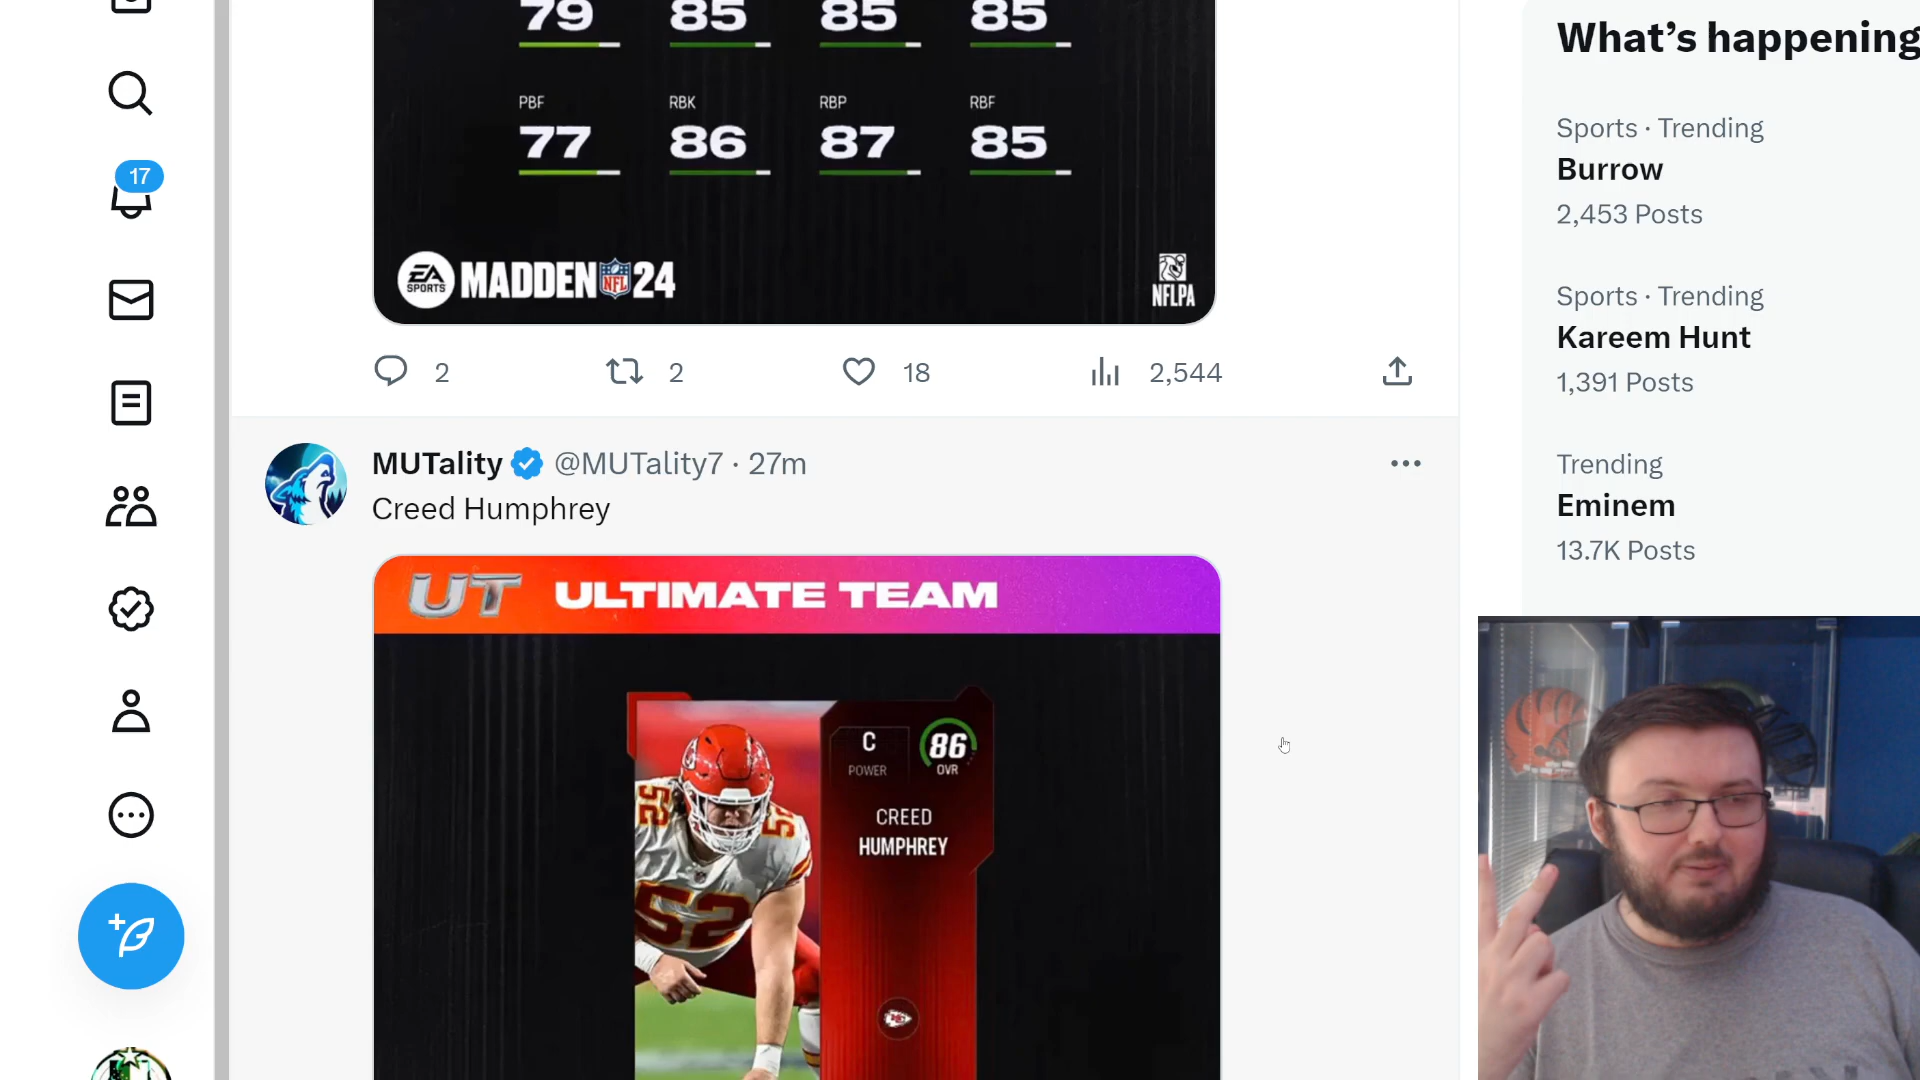 79 85 85 85
PBF RBK RBP RBF
77 86 87 85
EA SPORTS MADDEN NFL 24
NFLPA
2 2 18 2,544
MUTality @MUTality7 · 27m
Creed Humphrey
UT ULTIMATE TEAM
C
POWER
86
OVR
CREED
HUMPHREY
52
52
52
17
What's happening
Sports · Trending
Burrow
2,453 Posts
Sports · Trending
Kareem Hunt
1,391 Posts
Trending
Eminem
13.7K Posts